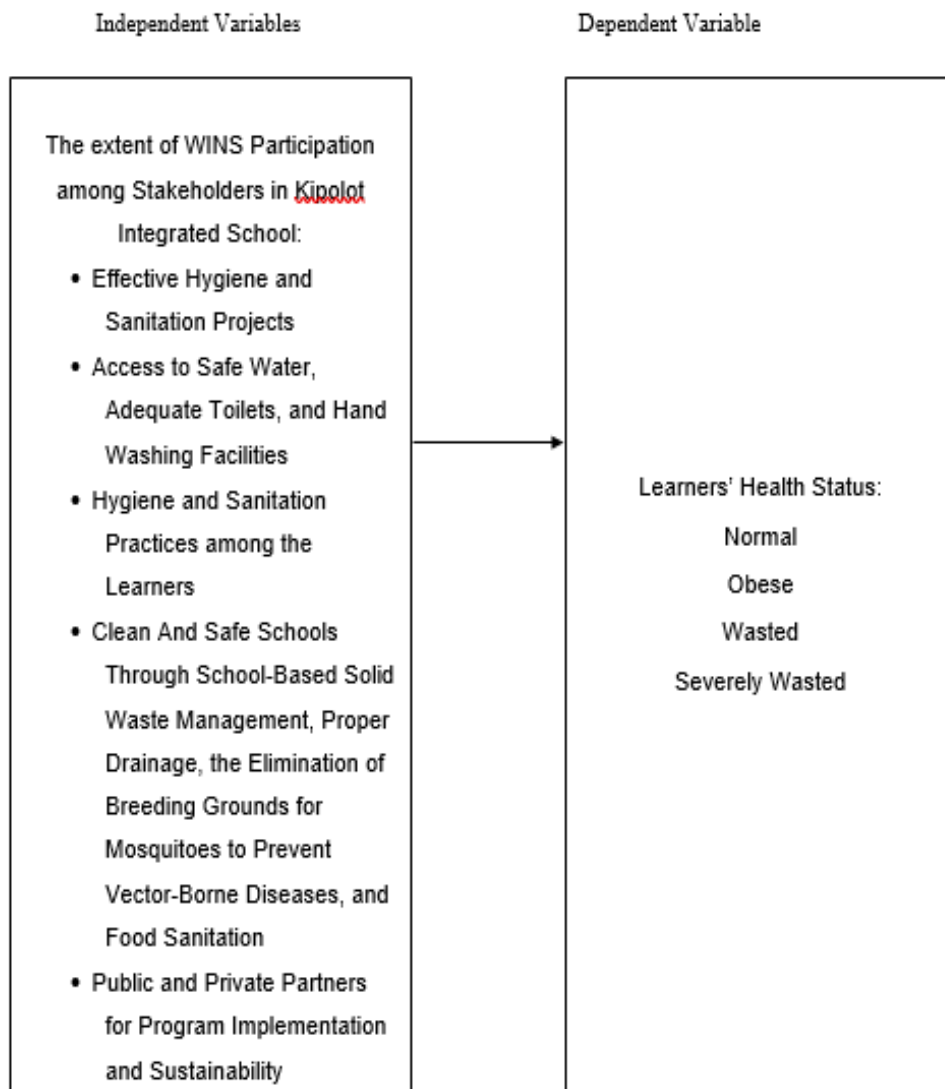 Independent Variables
Dependent Variable
The extent of WINS Participation
among Stakeholders in Kipolot
Integrated School:
• Effective Hygiene and
Sanitation Projects
• Access to Safe Water,
Adequate Toilets, and Hand
Washing Facilities
• Hygiene and Sanitation
Practices among the
Learners
• Clean And Safe Schools
Through School-Based Solid
Waste Management, Proper
Drainage, the Elimination of
Breeding Grounds for
Mosquitoes to Prevent
Vector-Borne Diseases, and
Food Sanitation
• Public and Private Partners
for Program Implementation
and Sustainability
Learners’ Health Status:
Normal
Obese
Wasted
Severely Wasted